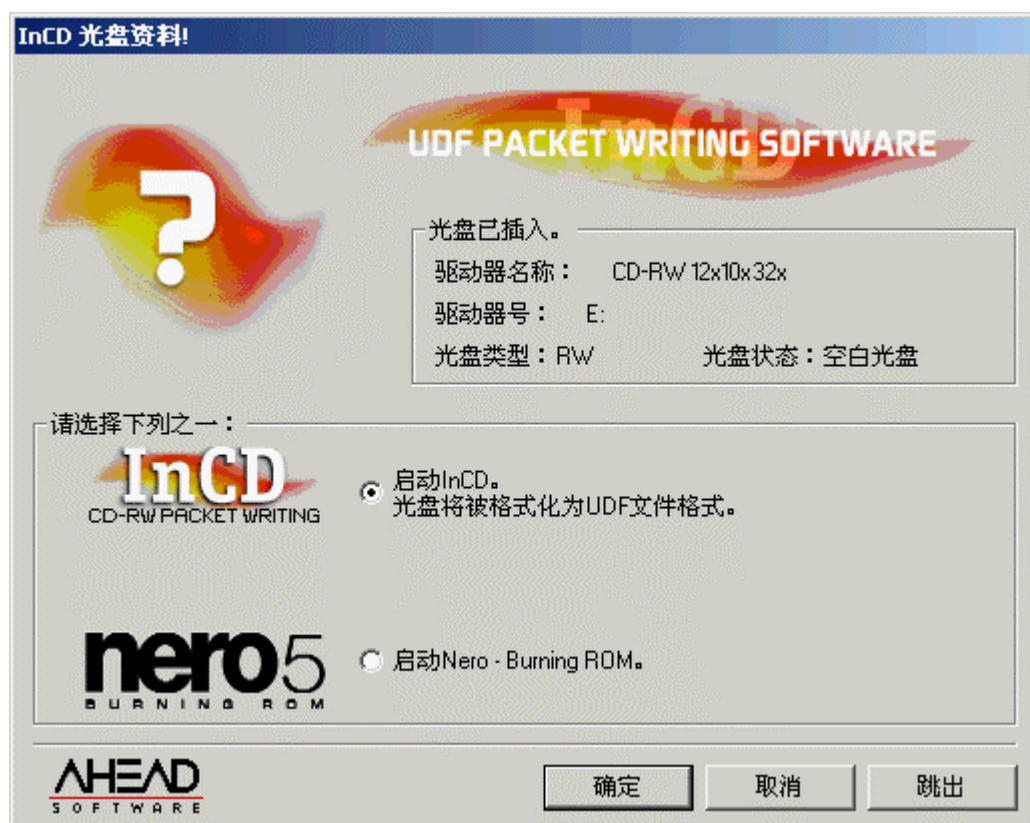 InCD 光盘资料!
?
InCD
UDF PACKET WRITING SOFTWARE
光盘已插入。
驱动器名称： CD-RW 12x10x32x
驱动器号： E:
光盘类型：RW 光盘状态：空白光盘
请选择下列之一：
InCD
CD-RW PACKET WRITING
启动InCD。
光盘将被格式化为UDF文件格式。
nero5
BURNING ROM
启动Nero - Burning ROM。
AHEAD
SOFTWARE
确定 取消 跳出